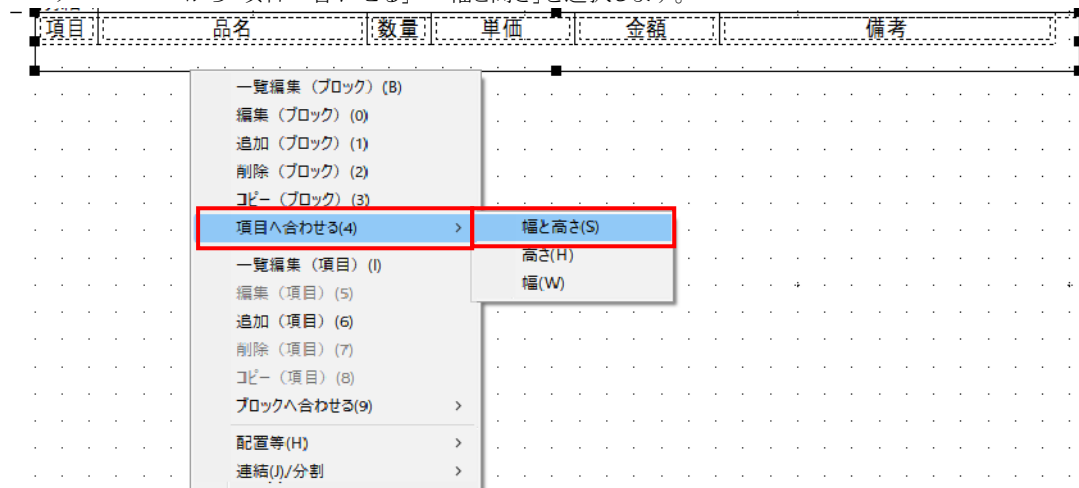 項目 品名 数量 単価 金額 備考
一覧編集（ブロック）(B)
編集（ブロック）(0)
追加（ブロック）(1)
削除（ブロック）(2)
コピー（ブロック）(3)
項目へ合わせる(4) >
幅と高さ(S)
高さ(H)
幅(W)
一覧編集（項目）(I)
編集（項目）(5)
追加（項目）(6)
削除（項目）(7)
コピー（項目）(8)
ブロックへ合わせる(9) >
配置等(H) >
連結(J)/分割 >